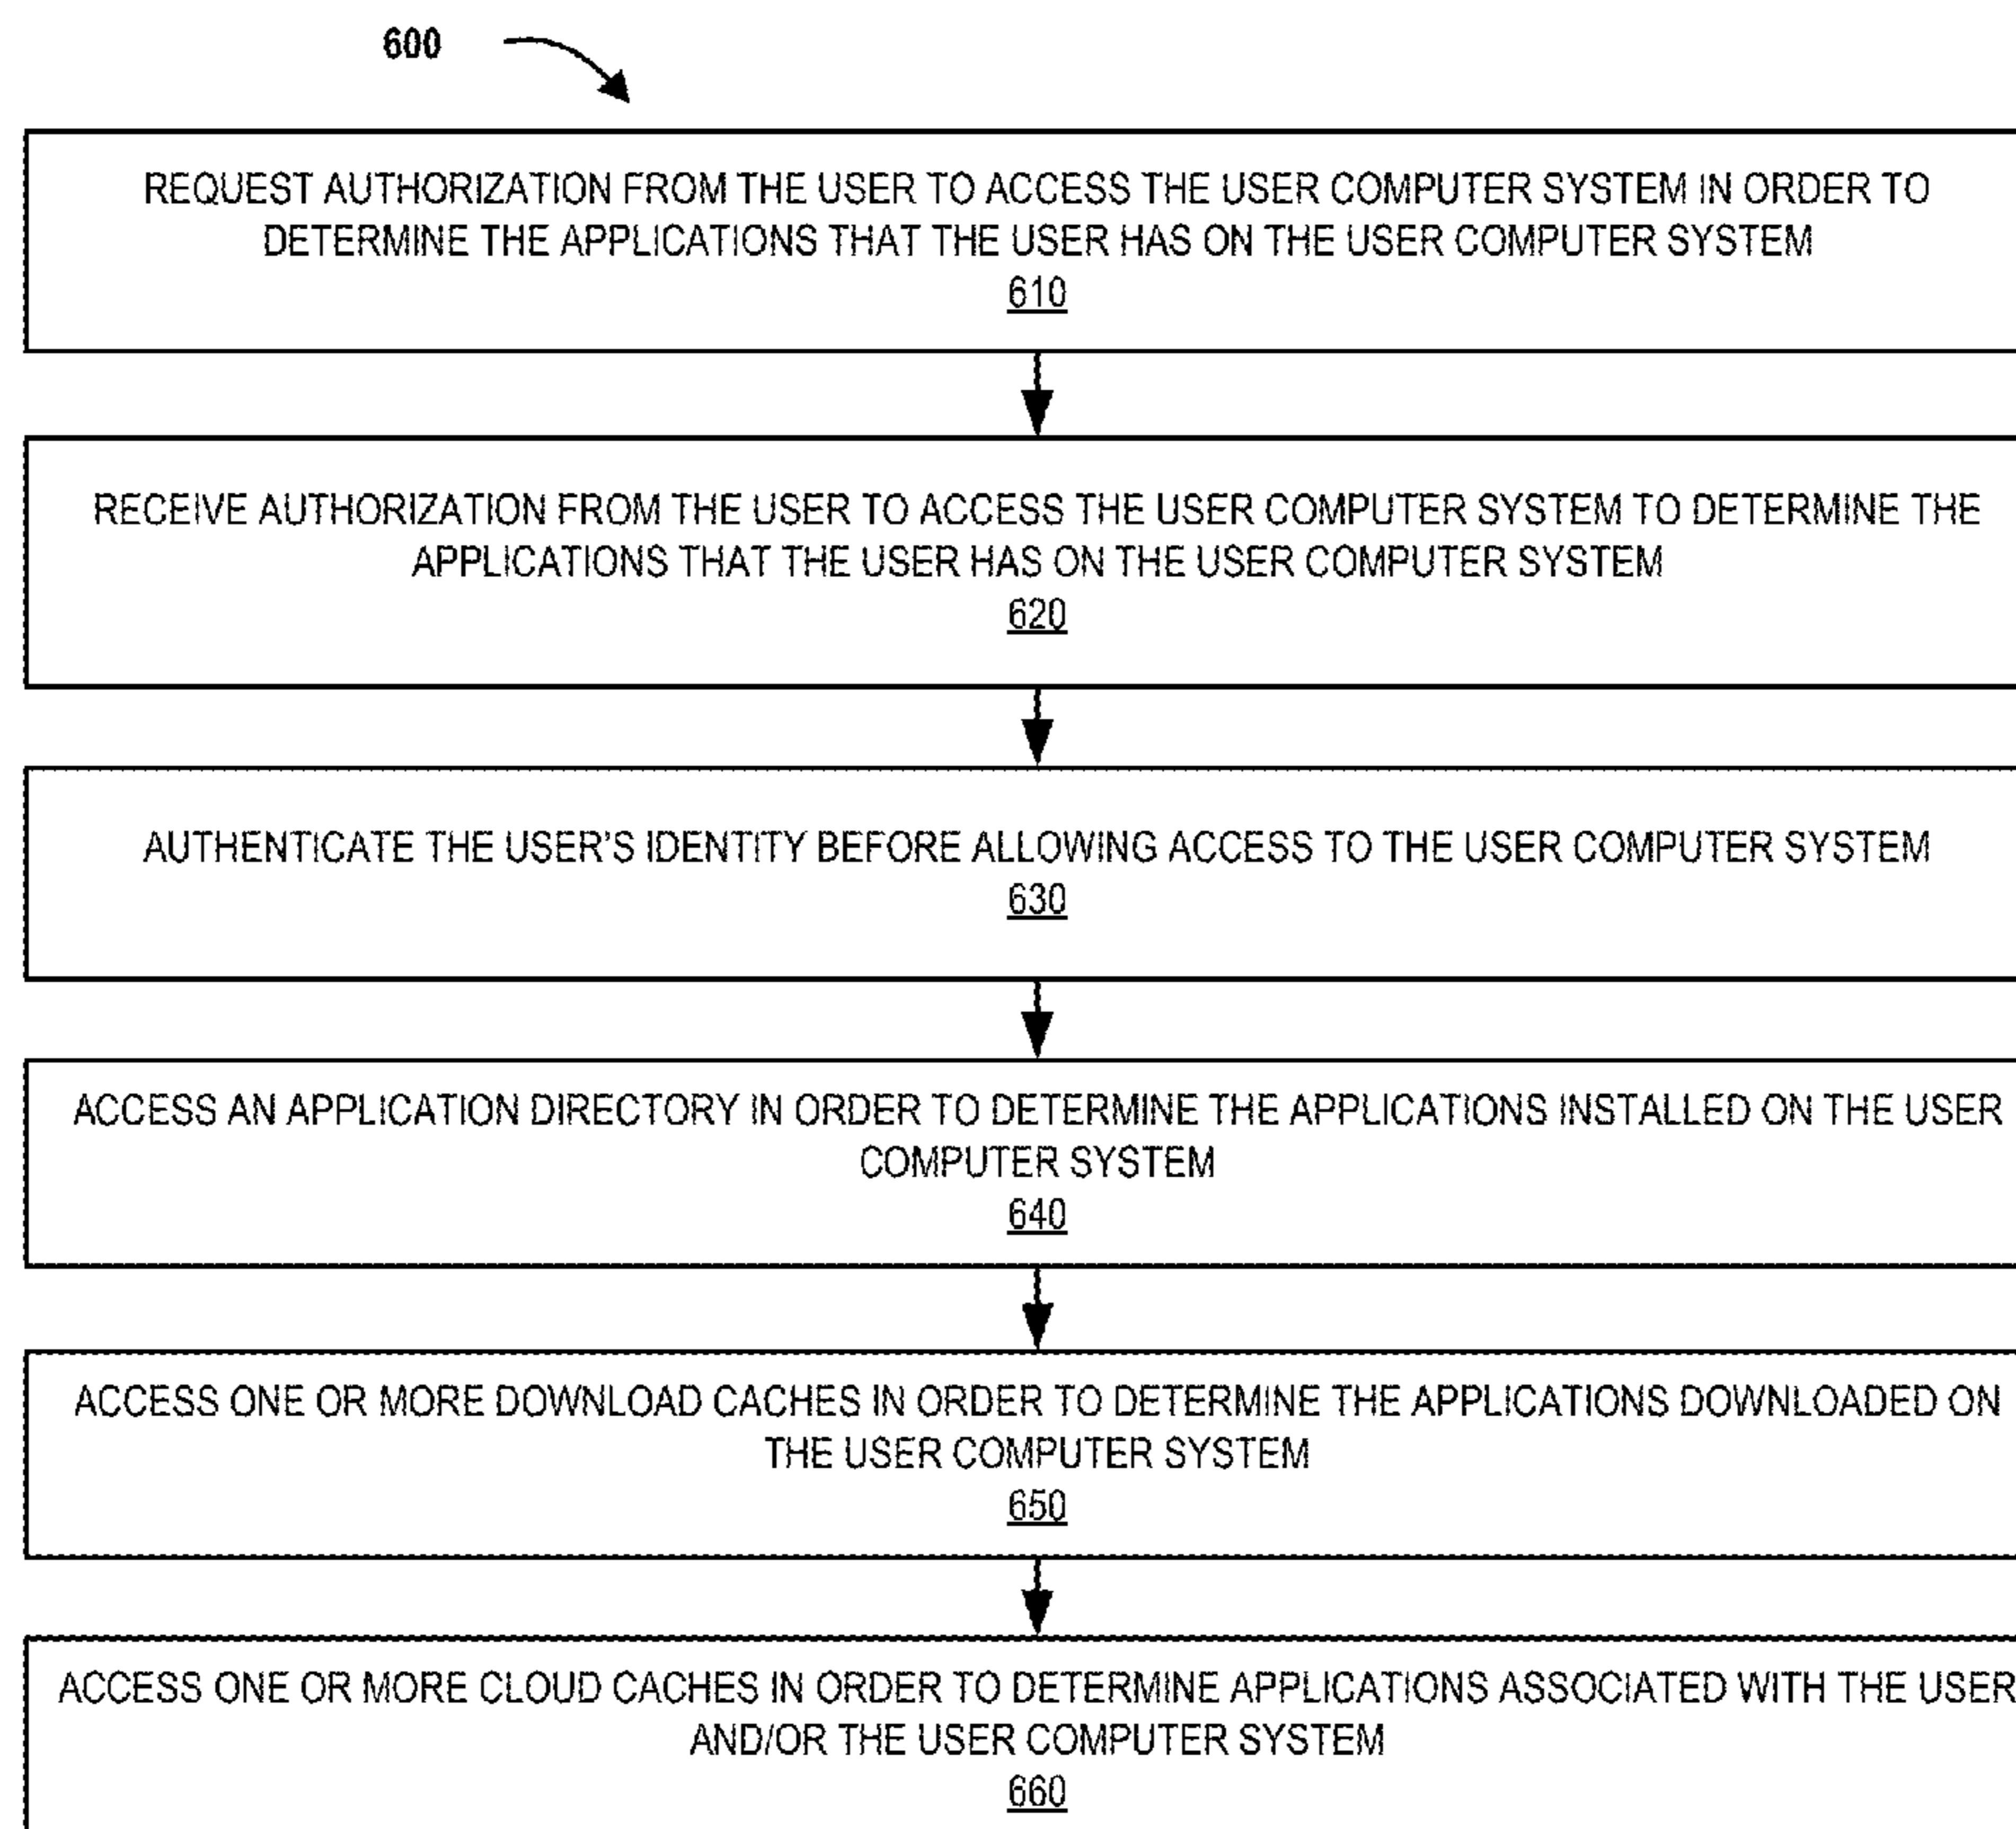 600
REQUEST AUTHORIZATION FROM THE USER TO ACCESS THE USER COMPUTER SYSTEM IN ORDER TO
DETERMINE THE APPLICATIONS THAT THE USER HAS ON THE USER COMPUTER SYSTEM
610
RECEIVE AUTHORIZATION FROM THE USER TO ACCESS THE USER COMPUTER SYSTEM TO DETERMINE THE
APPLICATIONS THAT THE USER HAS ON THE USER COMPUTER SYSTEM
620
AUTHENTICATE THE USER'S IDENTITY BEFORE ALLOWING ACCESS TO THE USER COMPUTER SYSTEM
630
ACCESS AN APPLICATION DIRECTORY IN ORDER TO DETERMINE THE APPLICATIONS INSTALLED ON THE USER
COMPUTER SYSTEM
640
ACCESS ONE OR MORE DOWNLOAD CACHES IN ORDER TO DETERMINE THE APPLICATIONS DOWNLOADED ON
THE USER COMPUTER SYSTEM
650
ACCESS ONE OR MORE CLOUD CACHES IN ORDER TO DETERMINE APPLICATIONS ASSOCIATED WITH THE USER
AND/OR THE USER COMPUTER SYSTEM
660